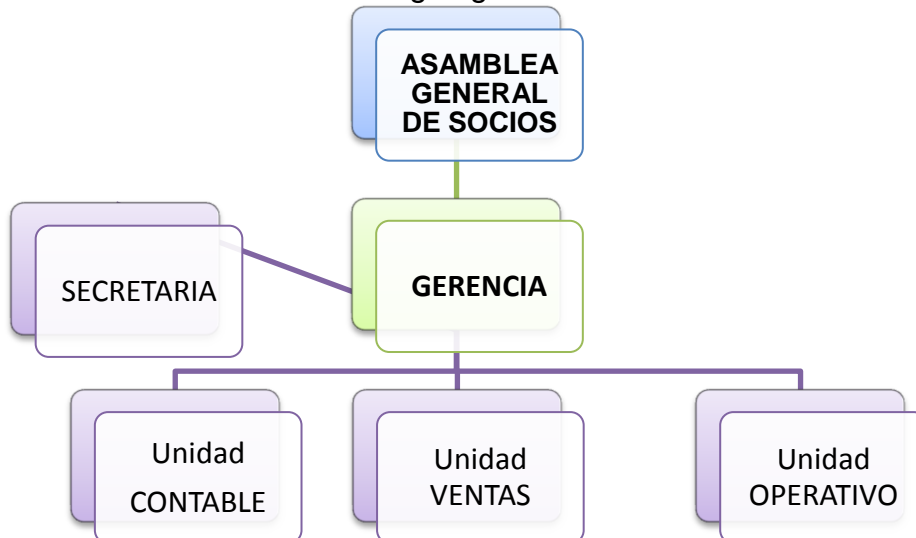 ASAMBLEA
GENERAL
DE SOCIOS
SECRETARIA
GERENCIA
Unidad
CONTABLE
Unidad
VENTAS
Unidad
OPERATIVO